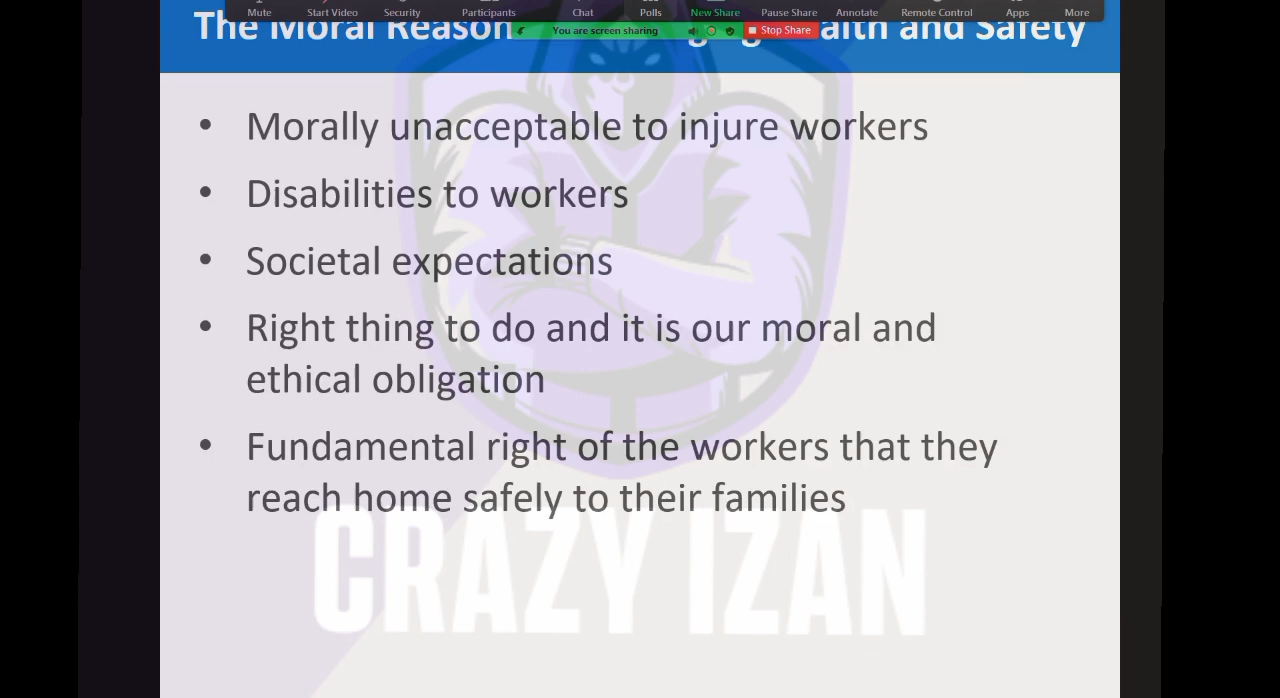 Mute Start Video Security Participants Chat Polls New Share Pause Share Annotate Remote Control Apps More
You are screen sharing Stop Share
The Moral Reason and Safety
• Morally unacceptable to injure workers
• Disabilities to workers
• Societal expectations
• Right thing to do and it is our moral and
ethical obligation
• Fundamental right of the workers that they
reach home safely to their families
CRAZY IZAN